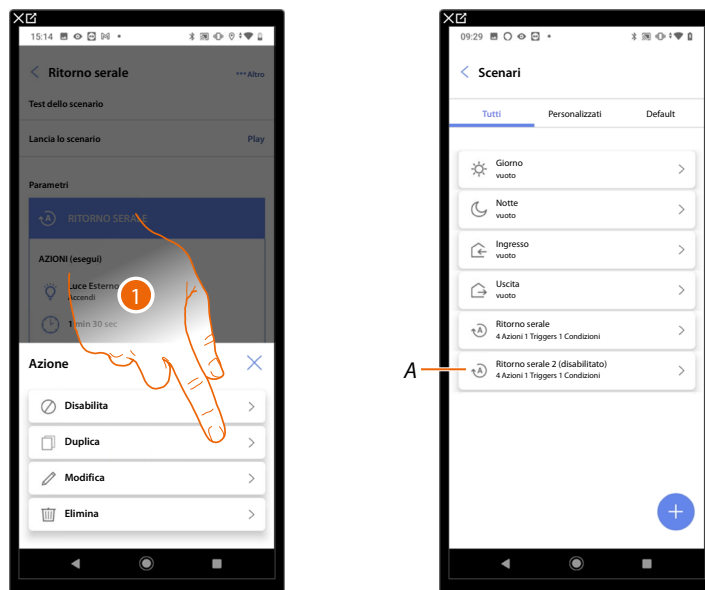 15:14
Ritorno serale
•••Altro
Test dello scenario
Lancia lo scenario Play
Parametri
A RITORNO SERALE
AZIONI (esegui)
Luce Esterno
Accendi
1 min 30 sec
1
Azione
Disabilita
Duplica
Modifica
Elimina
09:29
Scenari
Tutti Personalizzati Default
Giorno
vuoto
Notte
vuoto
Ingresso
vuoto
Uscita
vuoto
A Ritorno serale
4 Azioni 1 Triggers 1 Condizioni
A
A Ritorno serale 2 (disabilitato)
4 Azioni 1 Triggers 1 Condizioni